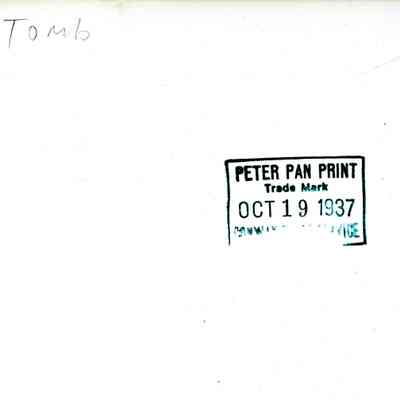 Tomb
PETER PAN PRINT
Trade Mark
OCT 19 1937